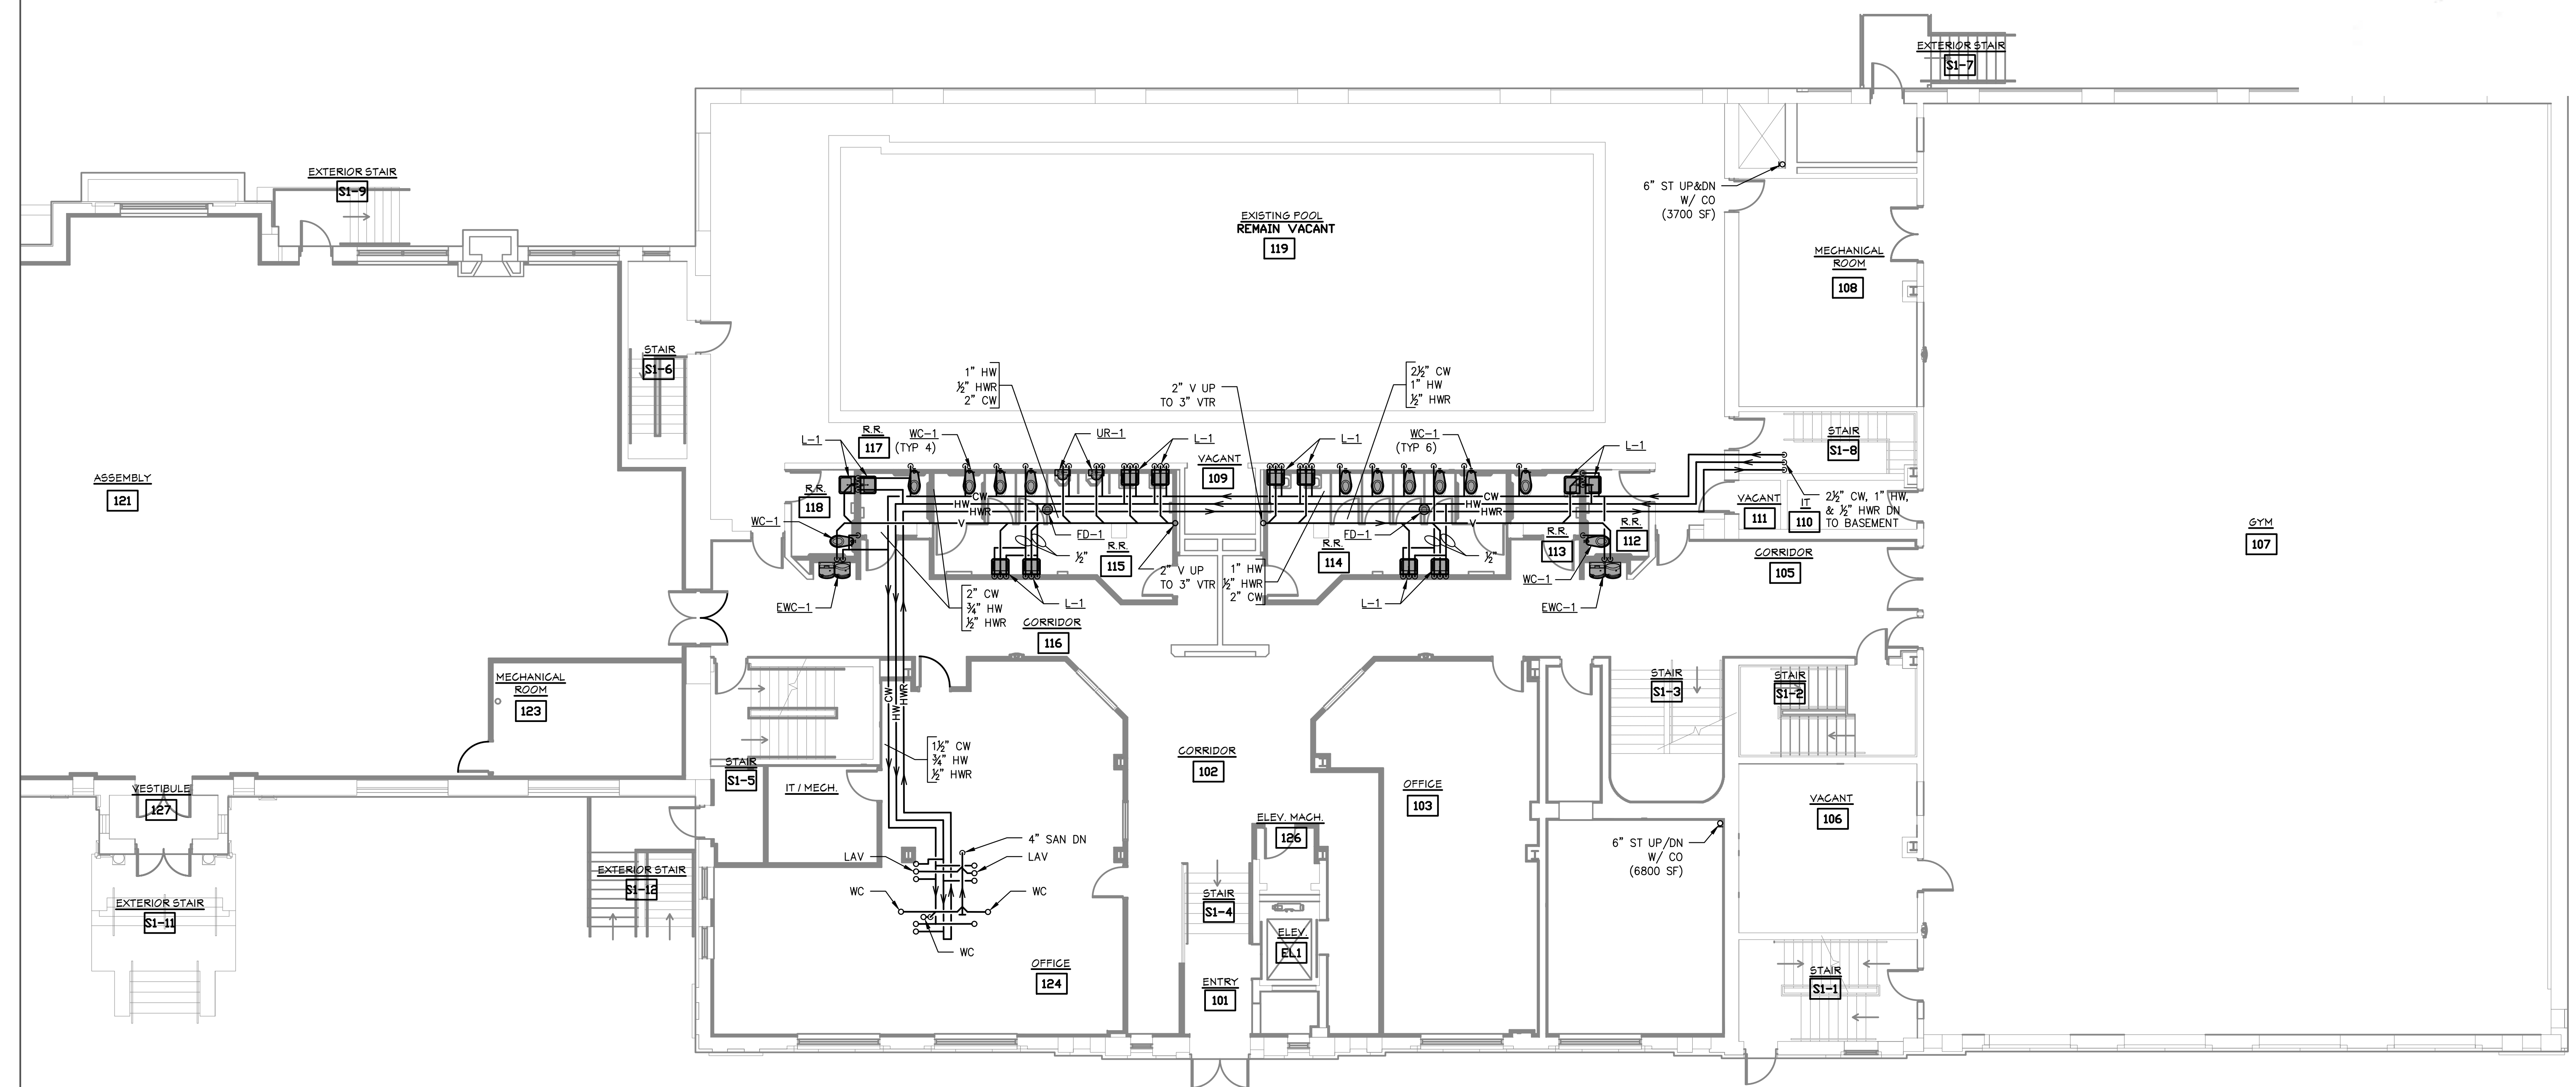 EXTERIOR STAIR
S1-7
EXTERIOR STAIR
S1-9
6" ST UP&DN
W/ CO
(3700 SF)
EXISTING POOL
REMAIN VACANT
119
MECHANICAL
ROOM
108
STAIR
S1-6
1" HW
½" HWR
2" CW
2" V UP
TO 3" VTR
2½" CW
1" HW
½" HWR
L-1
R.R.
117
WC-1
(TYP 4)
UR-1
L-1
VACANT
109
L-1
WC-1
(TYP 6)
L-1
STAIR
S1-8
ASSEMBLY
121
R.R.
118
CW
HW
HWR
V
CW
HW
HWR
V
VACANT
111
IT
110
2½" CW, 1" HW,
& ½" HWR DN
TO BASEMENT
GYM
107
WC-1
FD-1
½"
R.R.
115
FD-1
½"
R.R.
114
R.R.
113
R.R.
112
CORRIDOR
105
2" V UP
TO 3" VTR
1" HW
½" HWR
2" CW
WC-1
EWC-1
2" CW
¾" HW
½" HWR
L-1
L-1
EWC-1
CORRIDOR
116
MECHANICAL
ROOM
123
CW
HW
HWR
STAIR
S1-3
STAIR
S1-2
1½" CW
¾" HW
½" HWR
CORRIDOR
102
STAIR
S1-5
IT / MECH.
OFFICE
103
VESTIBULE
127
VACANT
106
ELEV. MACH.
126
4" SAN DN
LAV
LAV
6" ST UP/DN
W/ CO
(6800 SF)
EXTERIOR STAIR
S1-12
WC
WC
STAIR
S1-4
EXTERIOR STAIR
S1-11
ELEV.
EL1
WC
OFFICE
124
ENTRY
101
STAIR
S1-1